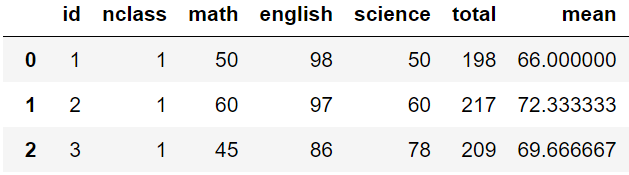 id nclass math english science total mean
0 1 1 50 98 50 198 66.000000
1 2 1 60 97 60 217 72.333333
2 3 1 45 86 78 209 69.666667